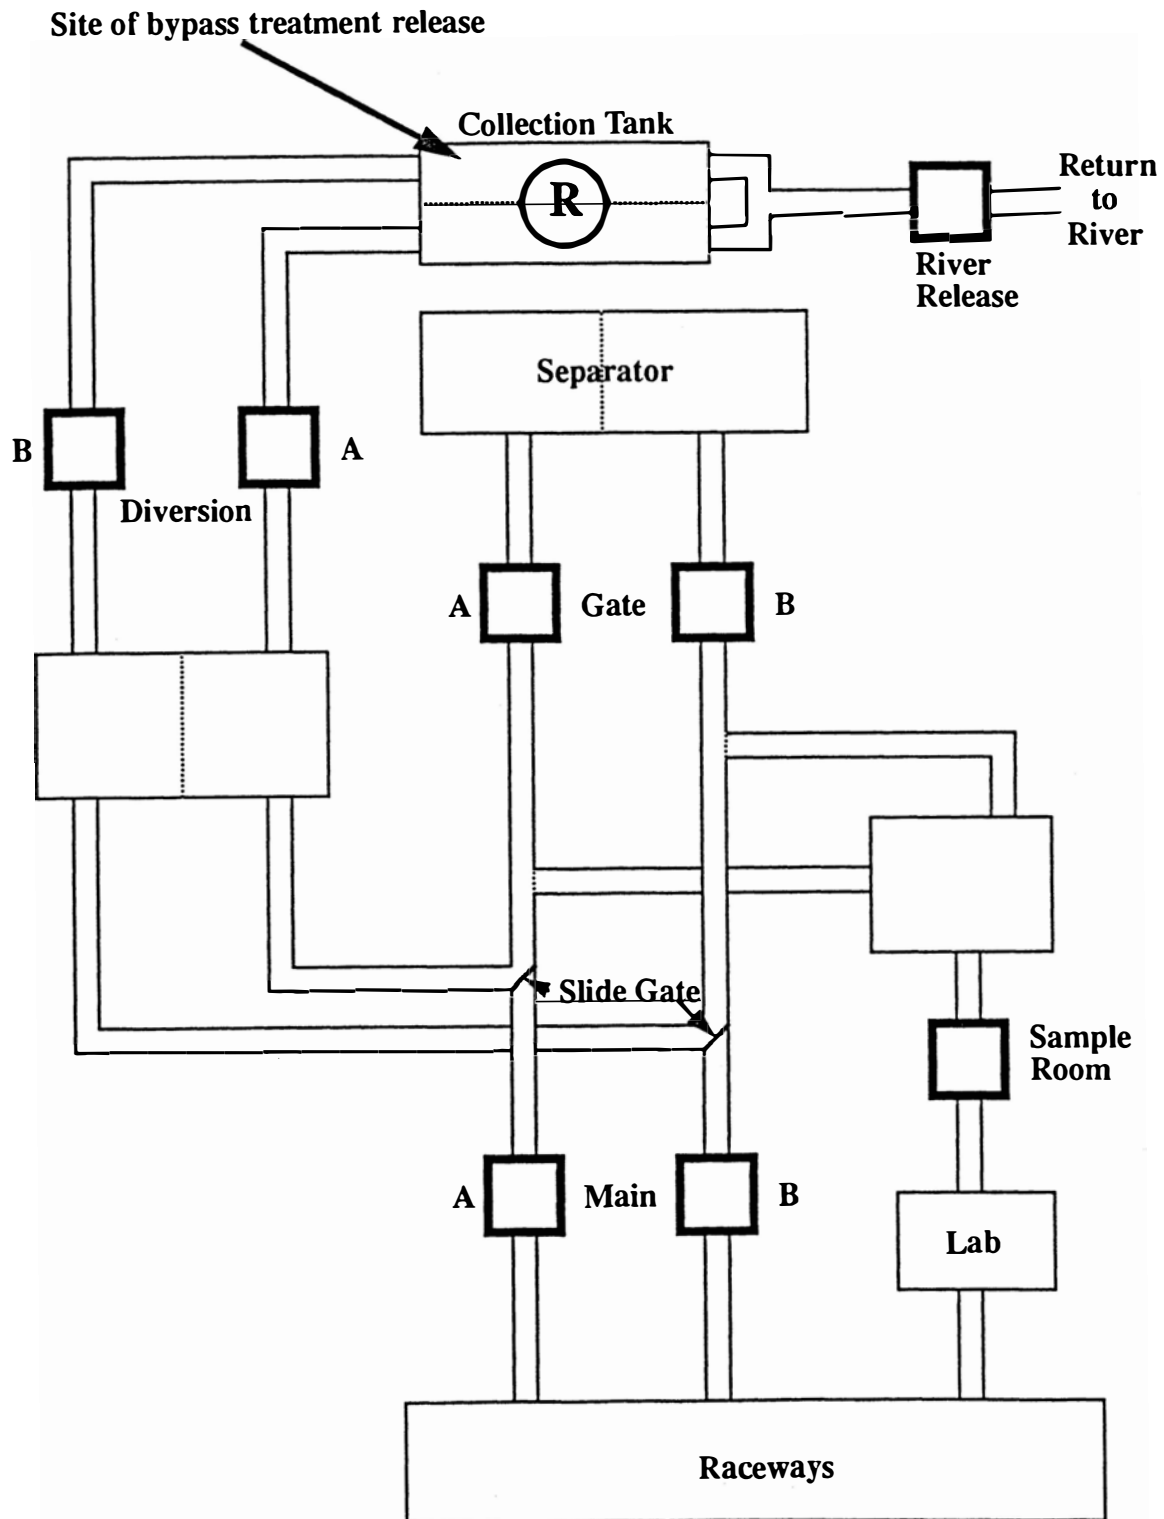 Site of bypass treatment release
Collection Tank
R
Return
to
River
River
Release
Separator
B
A
Diversion
A Gate B
Slide Gate
Sample
Room
A Main B
Lab
Raceways